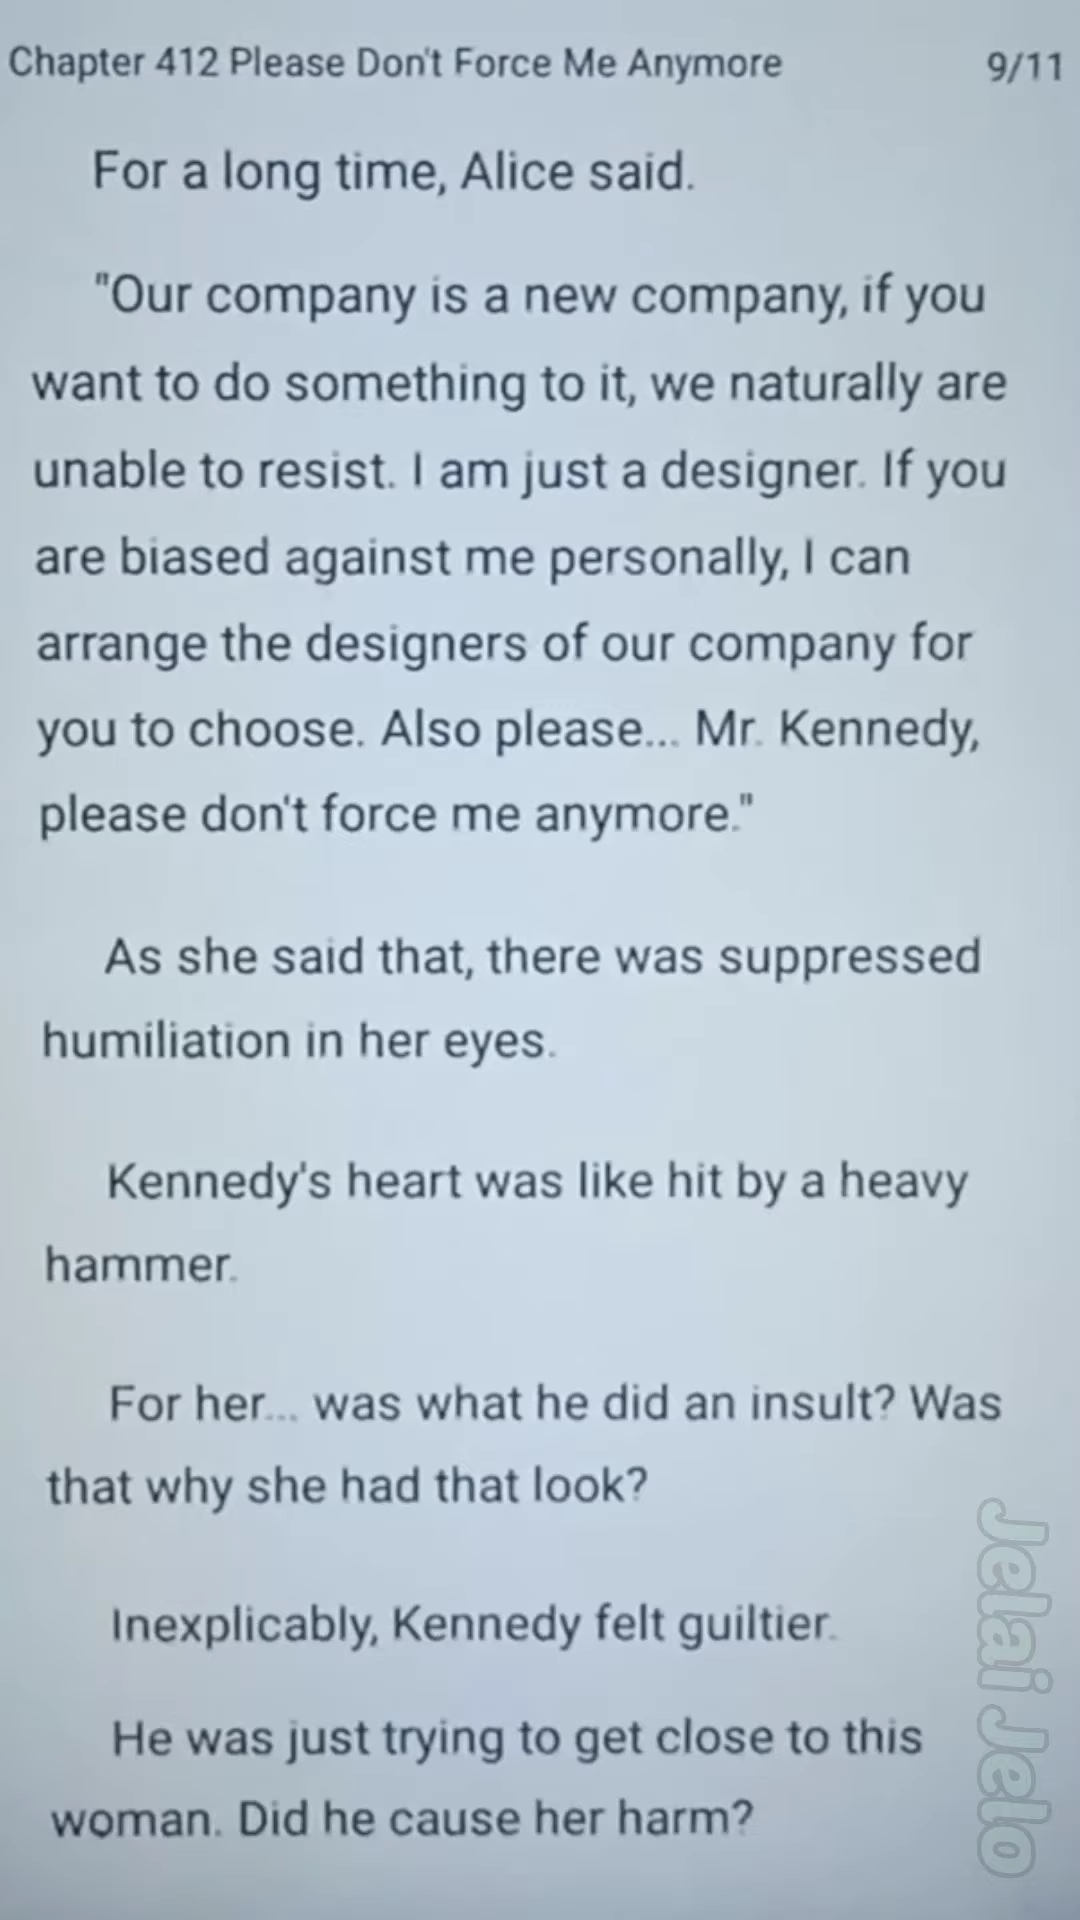 Chapter 412 Please Don't Force Me Anymore
9/11
For a long time, Alice said.
"Our company is a new company, if you
want to do something to it, we naturally are
unable to resist. I am just a designer. If you
are biased against me personally, I can
arrange the designers of our company for
you to choose. Also please... Mr. Kennedy,
please don't force me anymore."
As she said that, there was suppressed
humiliation in her eyes.
Kennedy's heart was like hit by a heavy
hammer.
For her... was what he did an insult? Was
that why she had that look?
Inexplicably, Kennedy felt guiltier.
He was just trying to get close to this
woman. Did he cause her harm?
Jelai Jelo